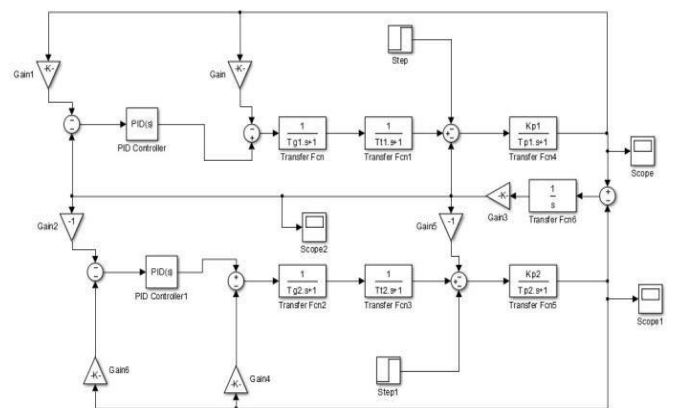 Step
Gain1
-K-
Gain
-K-
PID(s)
PID Controller
1
Tg1.s+1
Transfer Fcn
1
Tt1.s+1
Transfer Fcn1
Kp1
Tp1.s+1
Transfer Fcn4
Scope
-K-
Gain3
1
s
Transfer Fcn6
Gain2
-1
Scope2
Gain5
-1
PID(s)
PID Controller1
1
Tg2.s+1
Transfer Fcn2
1
Tt2.s+1
Transfer Fcn3
Kp2
Tp2.s+1
Transfer Fcn5
Scope1
-K-
Gain6
-K-
Gain4
Step1